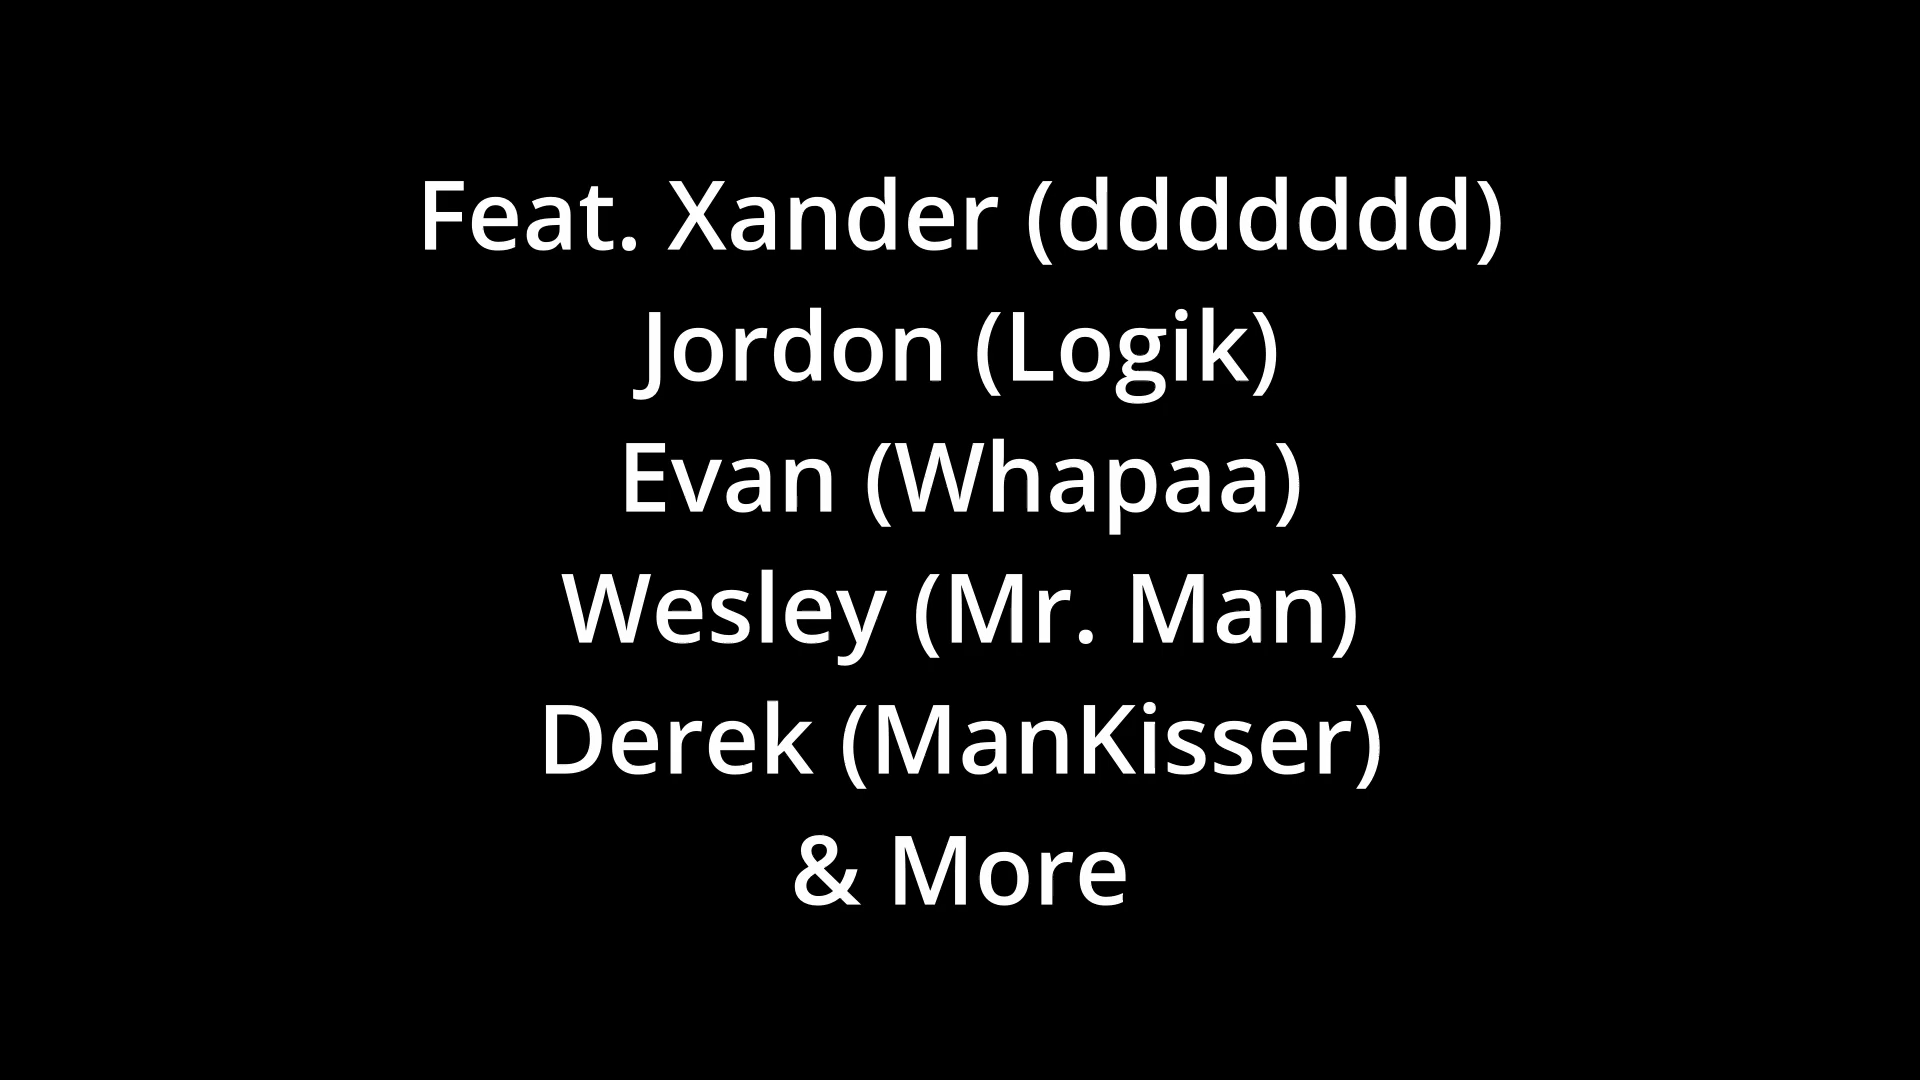 Feat. Xander (ddddddd)
Jordon (Logik)
Evan (Whapaa)
Wesley (Mr. Man)
Derek (ManKisser)
& More